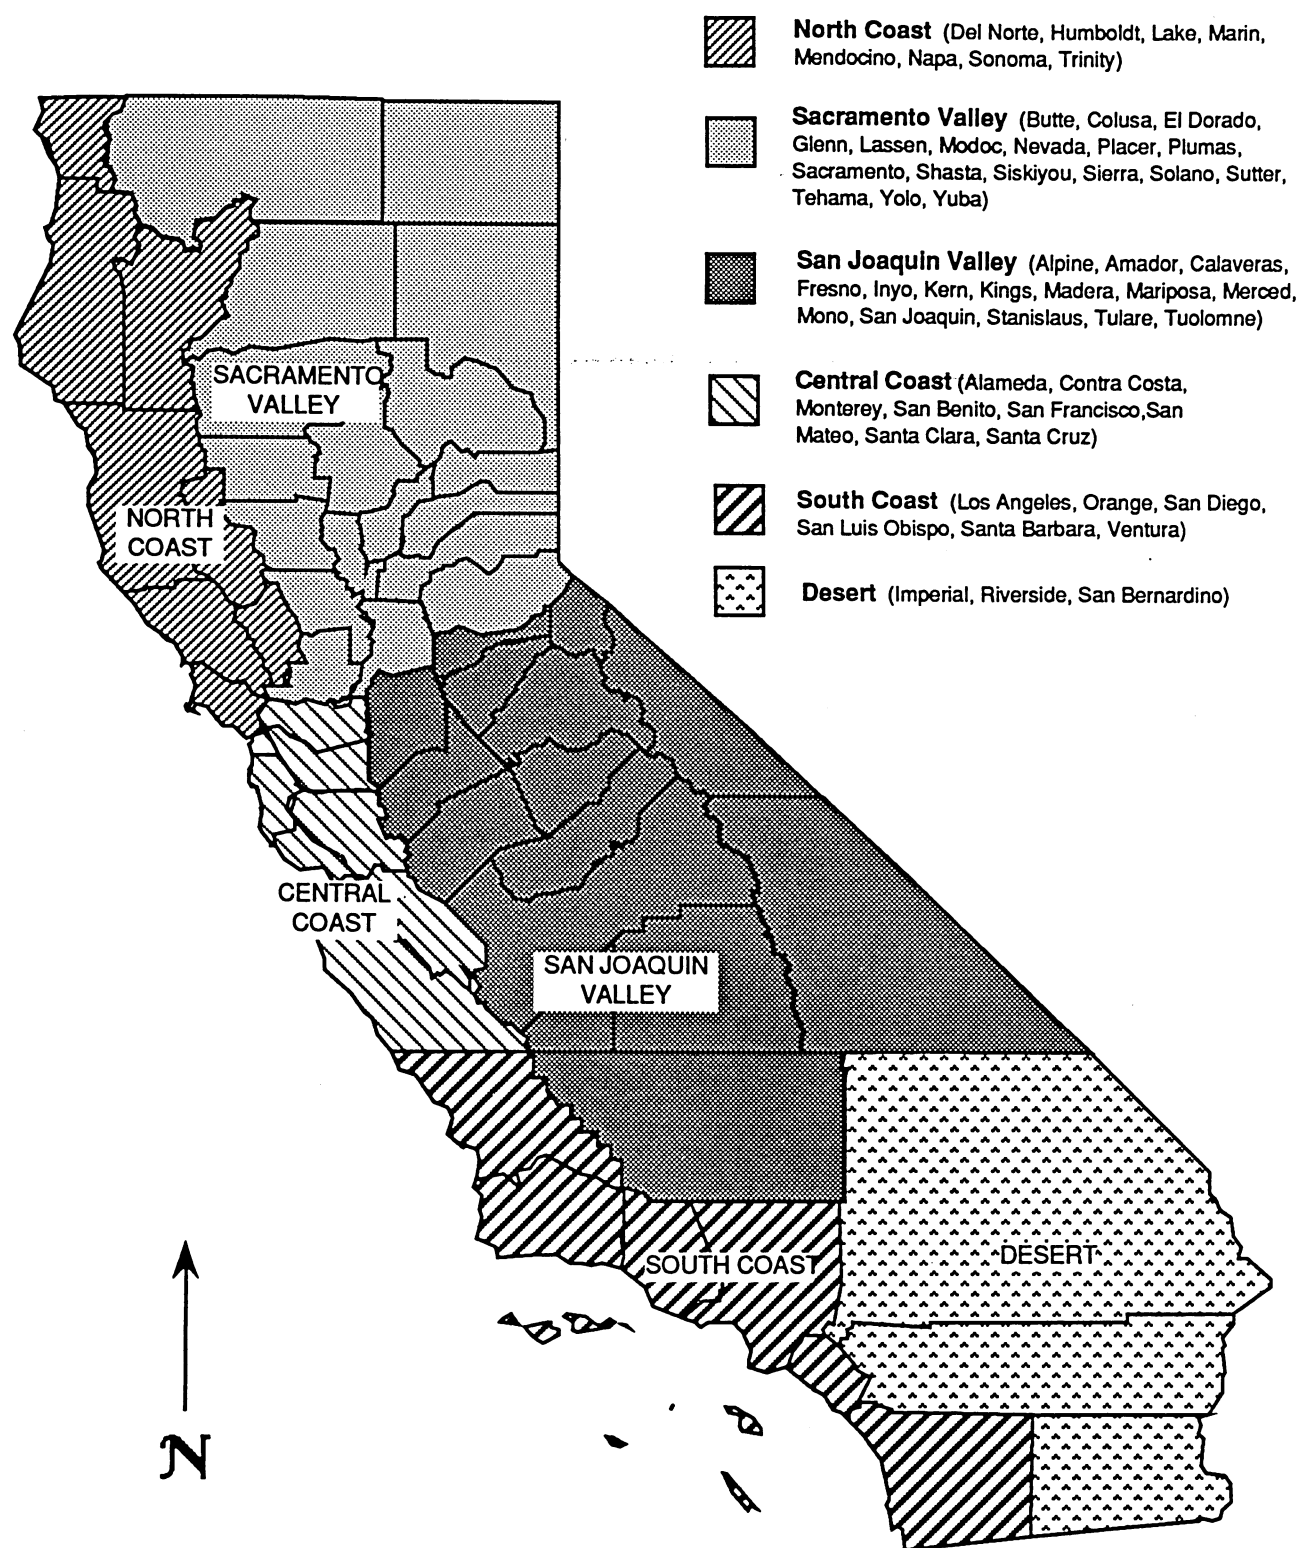 North Coast (Del Norte, Humboldt, Lake, Marin,
Mendocino, Napa, Sonoma, Trinity)
Sacramento Valley (Butte, Colusa, El Dorado,
Glenn, Lassen, Modoc, Nevada, Placer, Plumas,
Sacramento, Shasta, Siskiyou, Sierra, Solano, Sutter,
Tehama, Yolo, Yuba)
San Joaquin Valley (Alpine, Amador, Calaveras,
Fresno, Inyo, Kern, Kings, Madera, Mariposa, Merced,
Mono, San Joaquin, Stanislaus, Tulare, Tuolomne)
Central Coast (Alameda, Contra Costa,
Monterey, San Benito, San Francisco,San
Mateo, Santa Clara, Santa Cruz)
South Coast (Los Angeles, Orange, San Diego,
San Luis Obispo, Santa Barbara, Ventura)
Desert (Imperial, Riverside, San Bernardino)
SACRAMENTO
VALLEY
NORTH
COAST
CENTRAL
COAST
SAN JOAQUIN
VALLEY
SOUTH COAST
DESERT
N